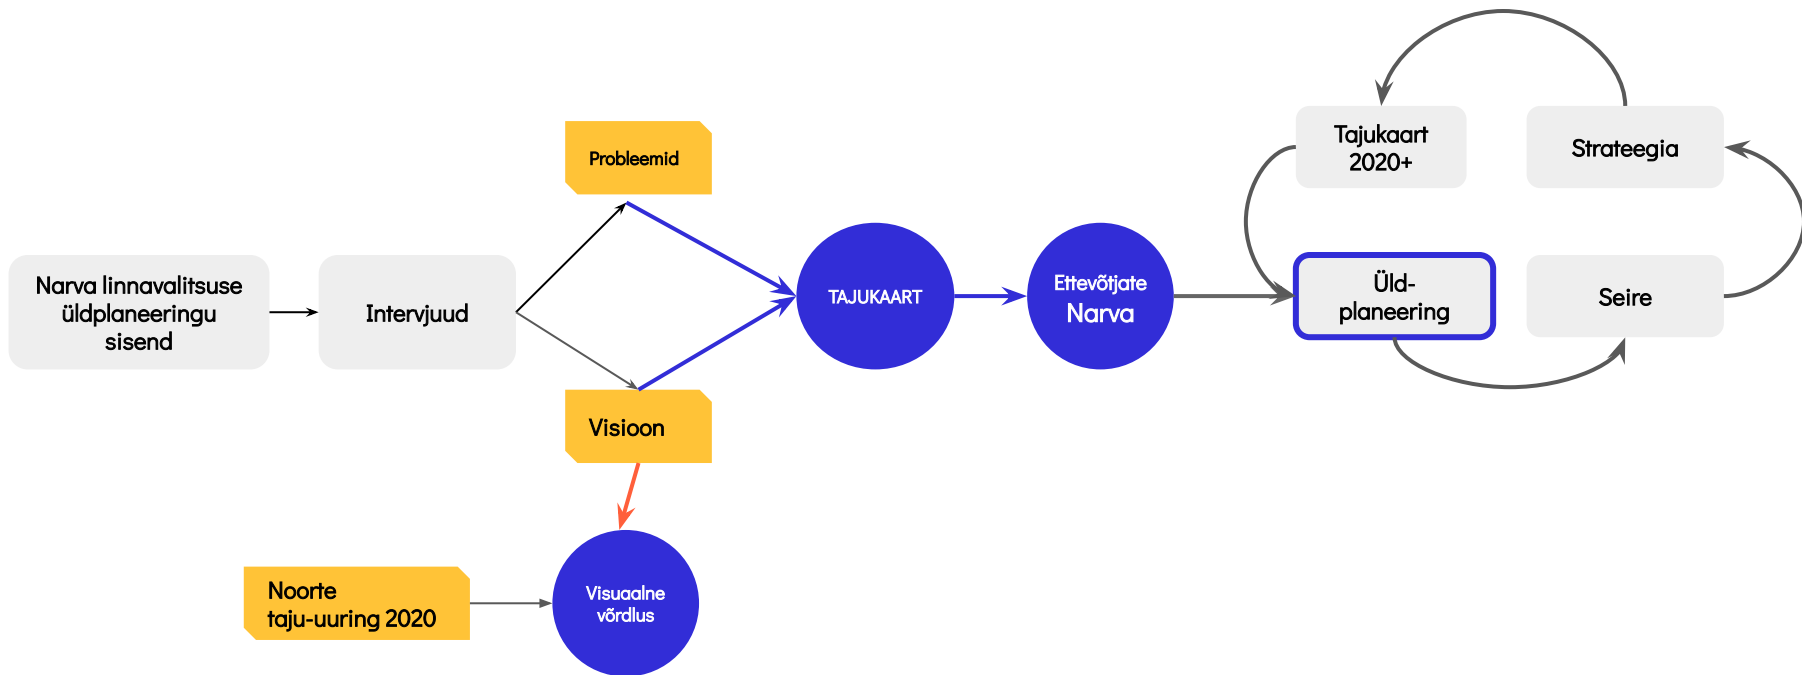 Probleemid
Tajukaart
2020+
Strateegia
Narva linnavalitsuse
üldplaneeringu
sisend
Intervjuud
TAJUKAART
Ettevõtjate
Narva
Üld-
planeering
Seire
Visioon
Noorte
taju-uuring 2020
Visuaalne
võrdlus